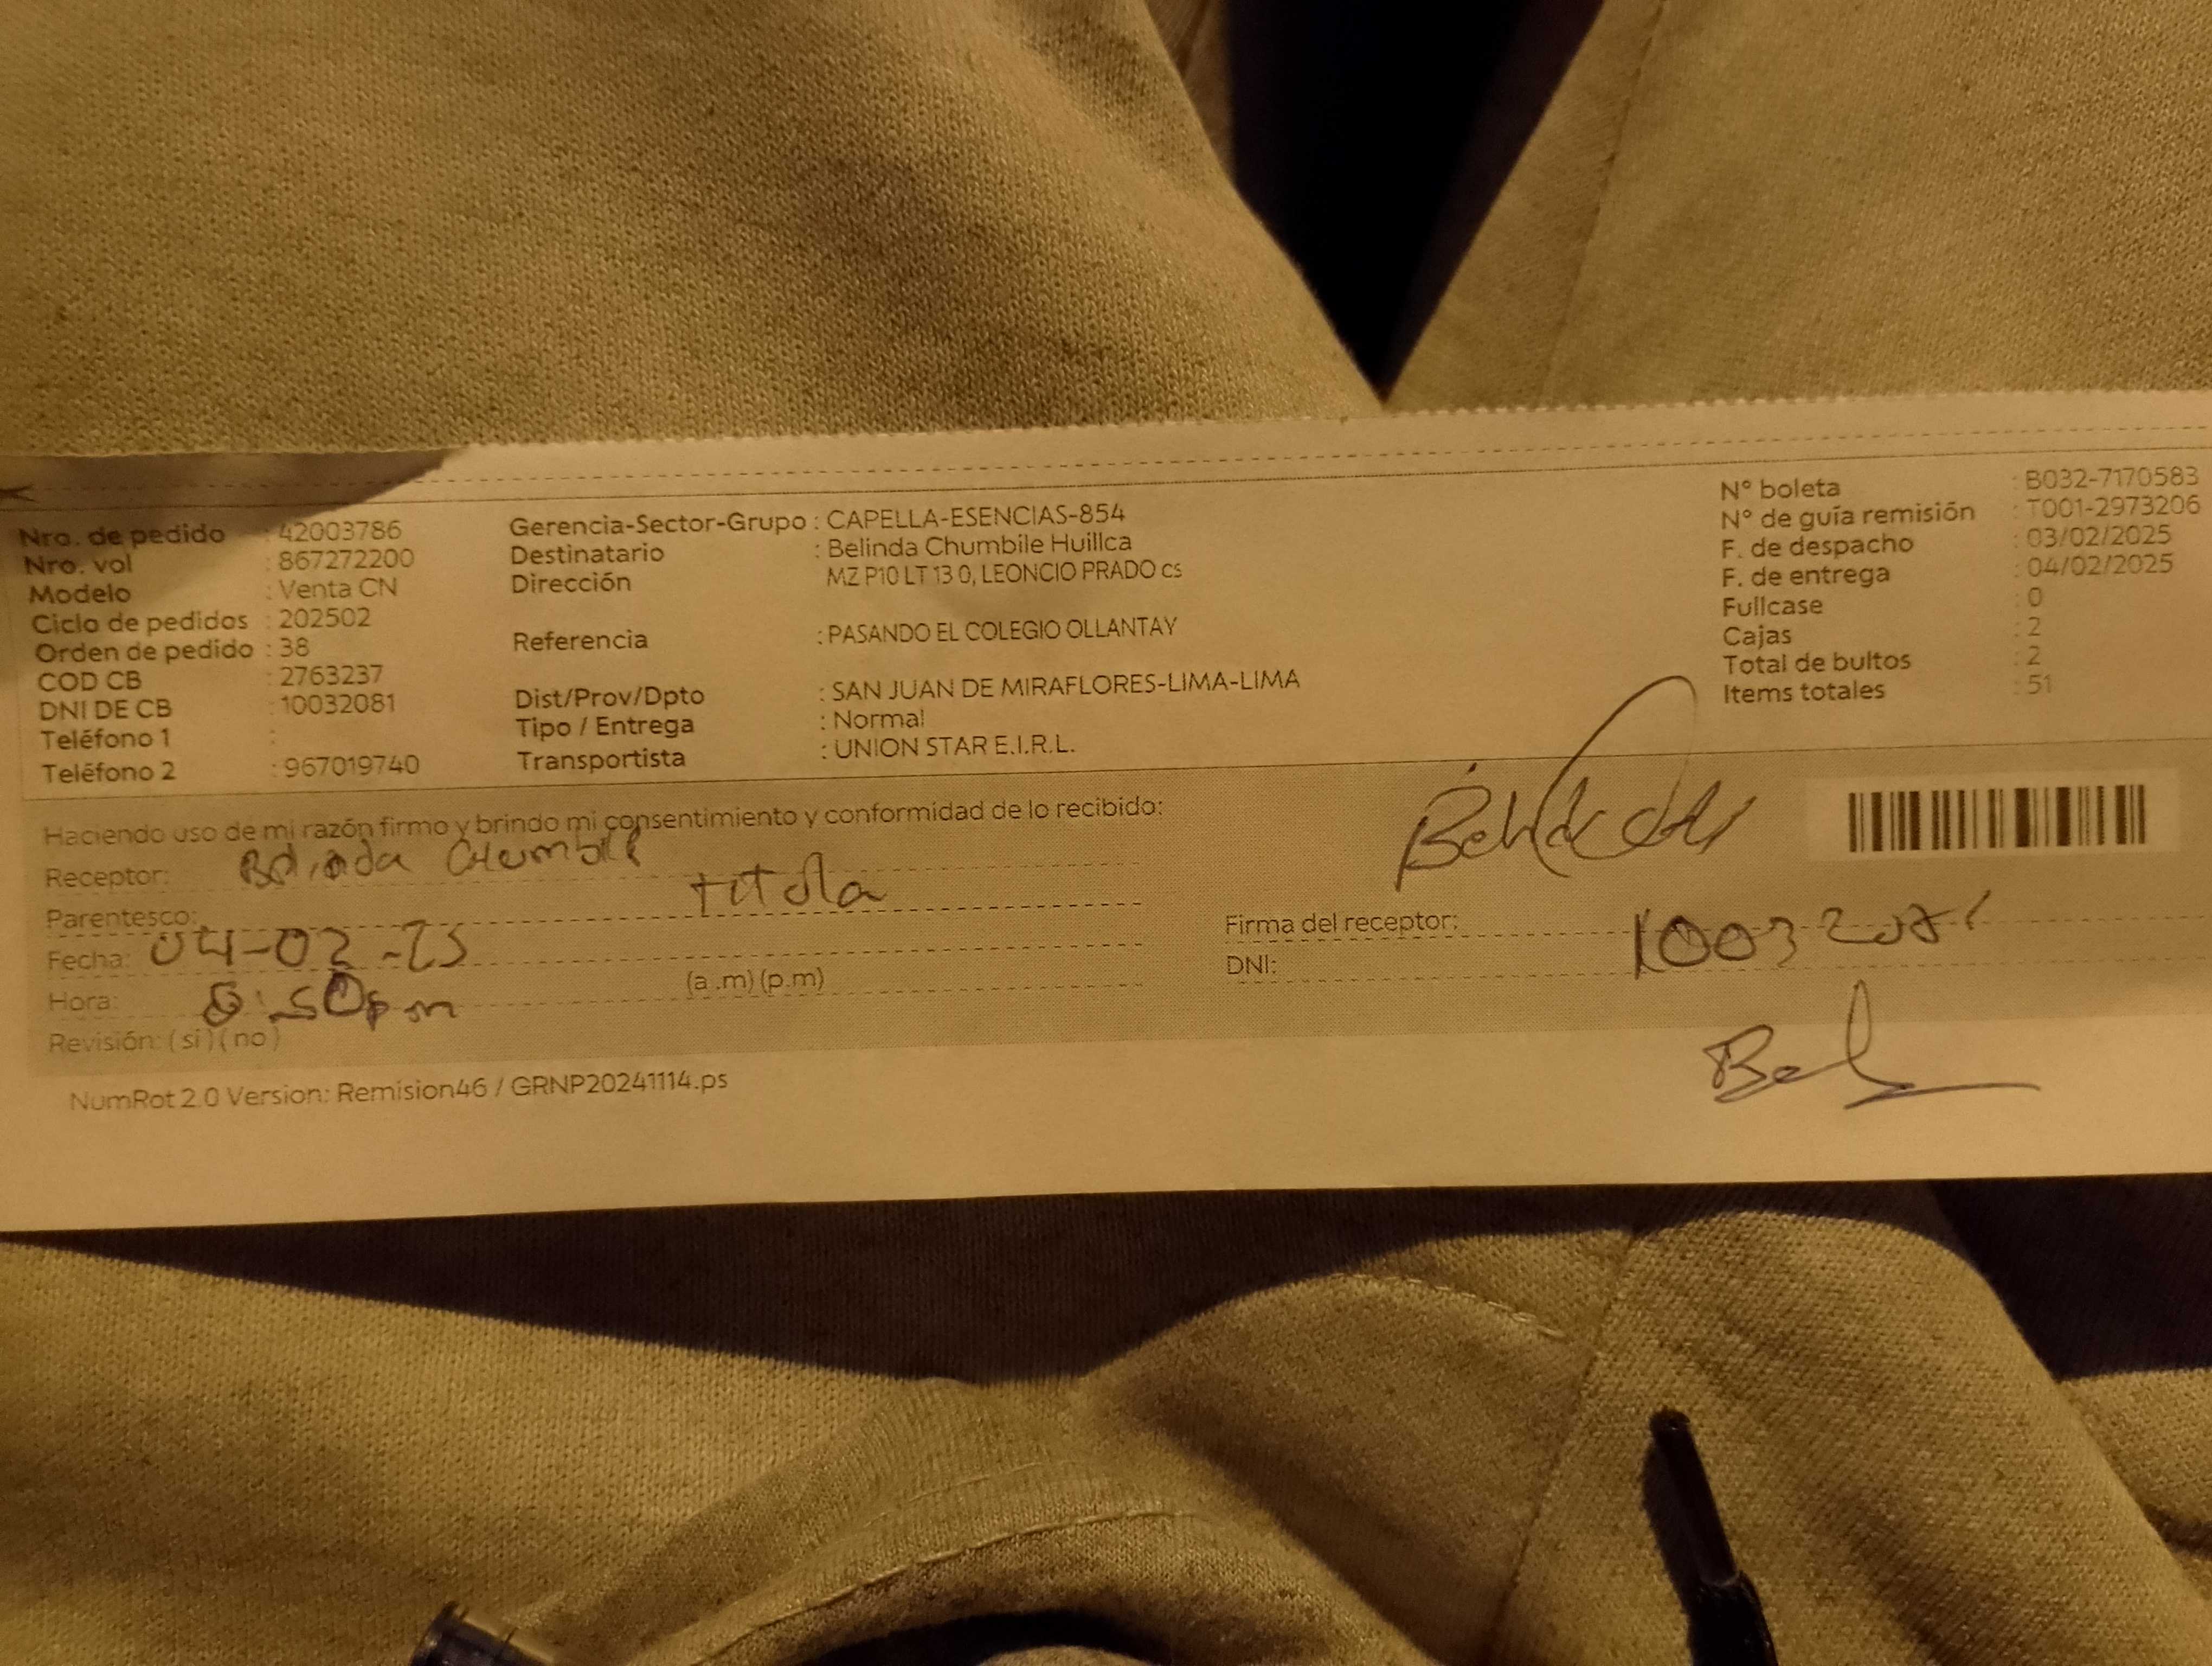 Nro. de pedido : 42003786
Nro. vol : 867272200
Modelo : Venta CN
Ciclo de pedidos : 202502
Orden de pedido : 38
COD CB : 2763237
DNI DE CB : 10032081
Teléfono 1 :
Teléfono 2 : 967019740
Gerencia-Sector-Grupo : CAPELLA-ESENCIAS-854
Destinatario : Belinda Chumbile Huillca
Dirección MZ P10 LT 13 0, LEONCIO PRADO cs
Referencia : PASANDO EL COLEGIO OLLANTAY
Dist/Prov/Dpto : SAN JUAN DE MIRAFLORES-LIMA-LIMA
Tipo / Entrega : Normal
Transportista : UNION STAR E.I.R.L.
N° boleta : B032-7170583
N° de guía remisión : T001-2973206
F. de despacho : 03/02/2025
F. de entrega : 04/02/2025
Fullcase : 0
Cajas : 2
Total de bultos : 2
Items totales : 51
Haciendo uso de mi razón firmo y brindo mi consentimiento y conformidad de lo recibido:
Receptor: Belinda Chumbile
Parentesco: titula
Fecha: 04-02-25
Hora: :50pm (a.m) (p.m)
Revisión: (si) (no)
Firma del receptor:
DNI: 10032081
NumRot 2.0 Version: Remision46 / GRNP20241114.ps